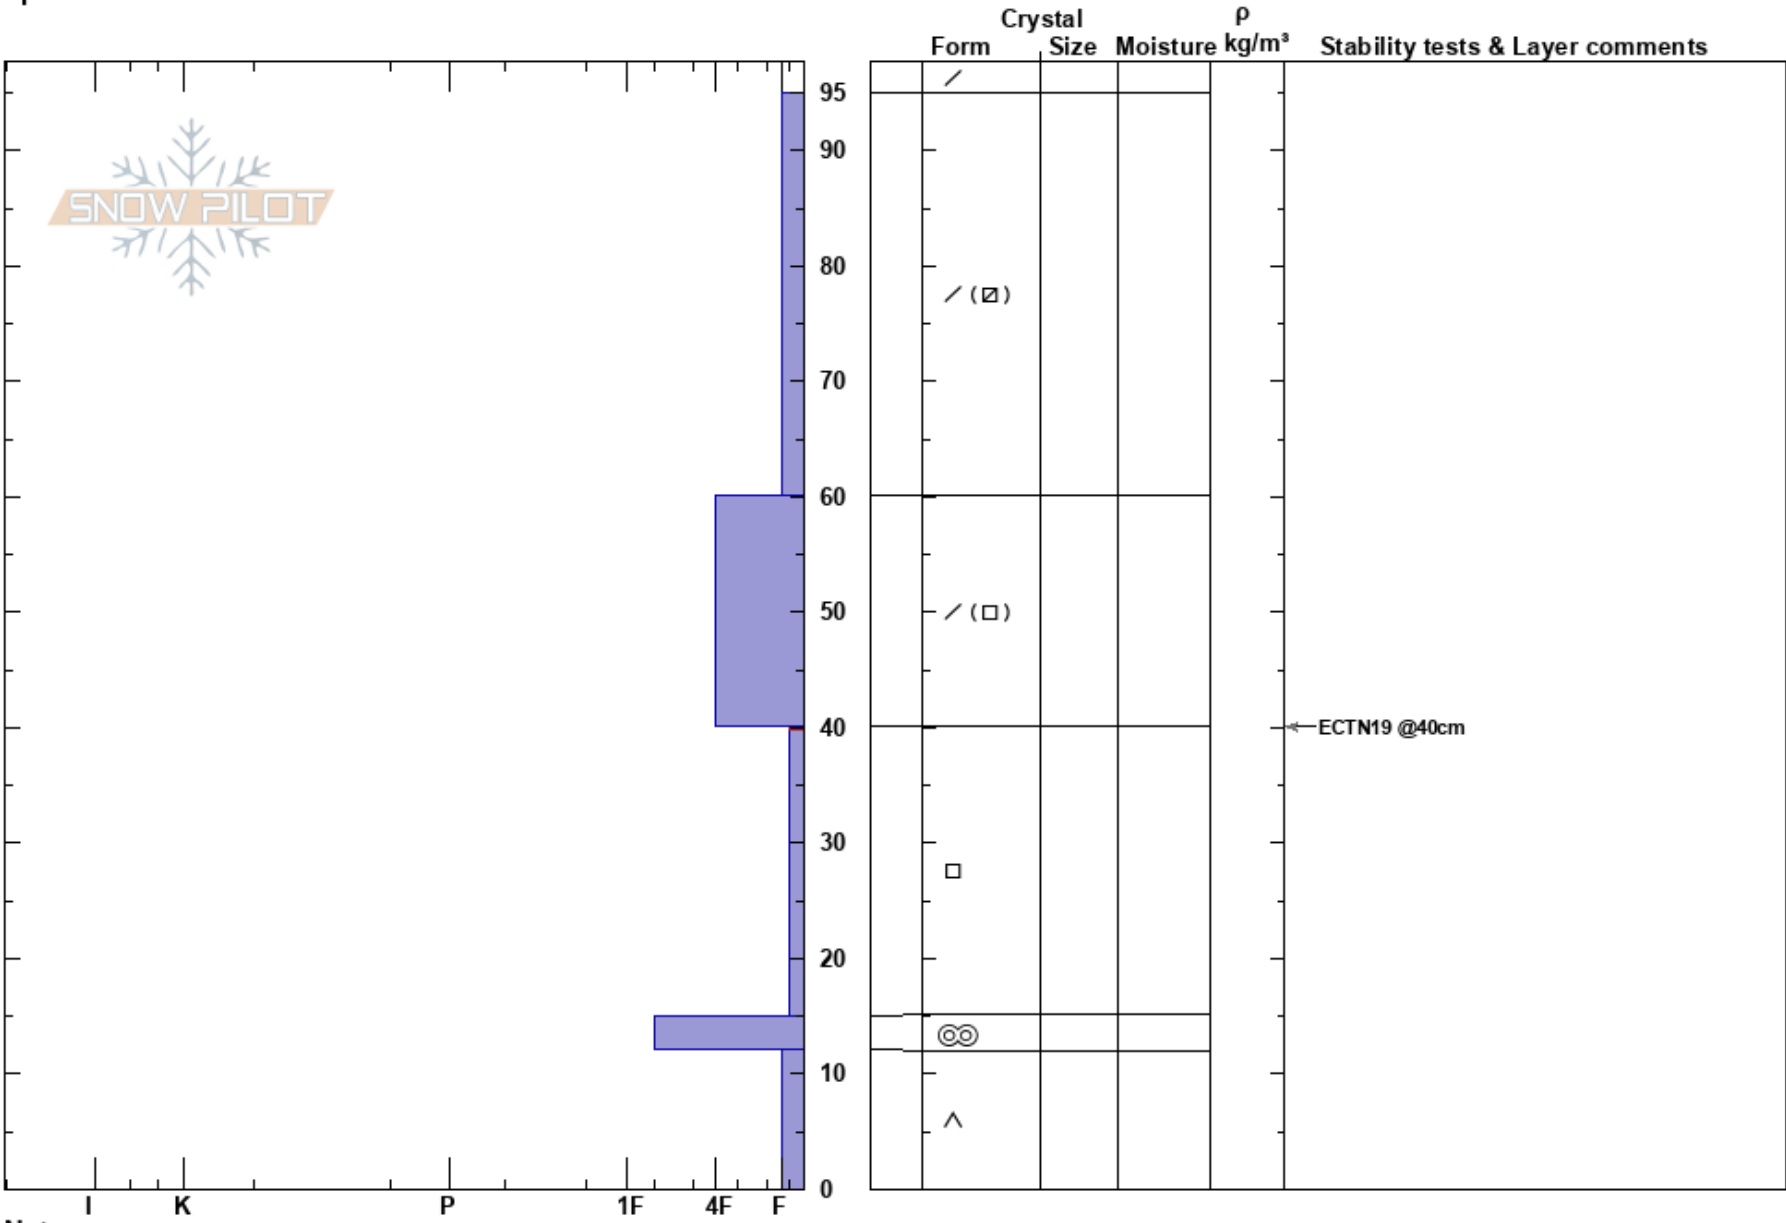 Crystal ρ
Form Size Moisture kg/m³ Stability tests & Layer comments
95
90
SNOW PILOT
80
70
60
50
40 ECTN19 @40cm
30
20
10
0
I K P 1F 4F F